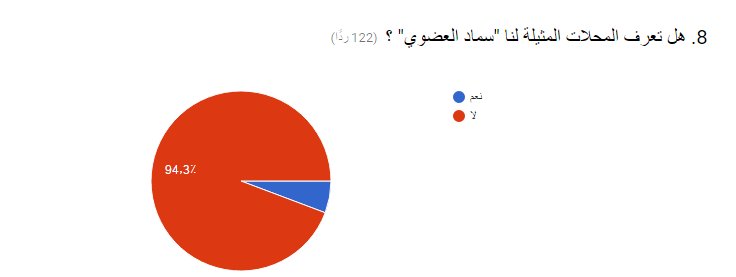 8. هل تعرف المحلات المثيلة لنا "سماد العضوي" ؟ (122 ردًا)
نعم
لا
94.3٪